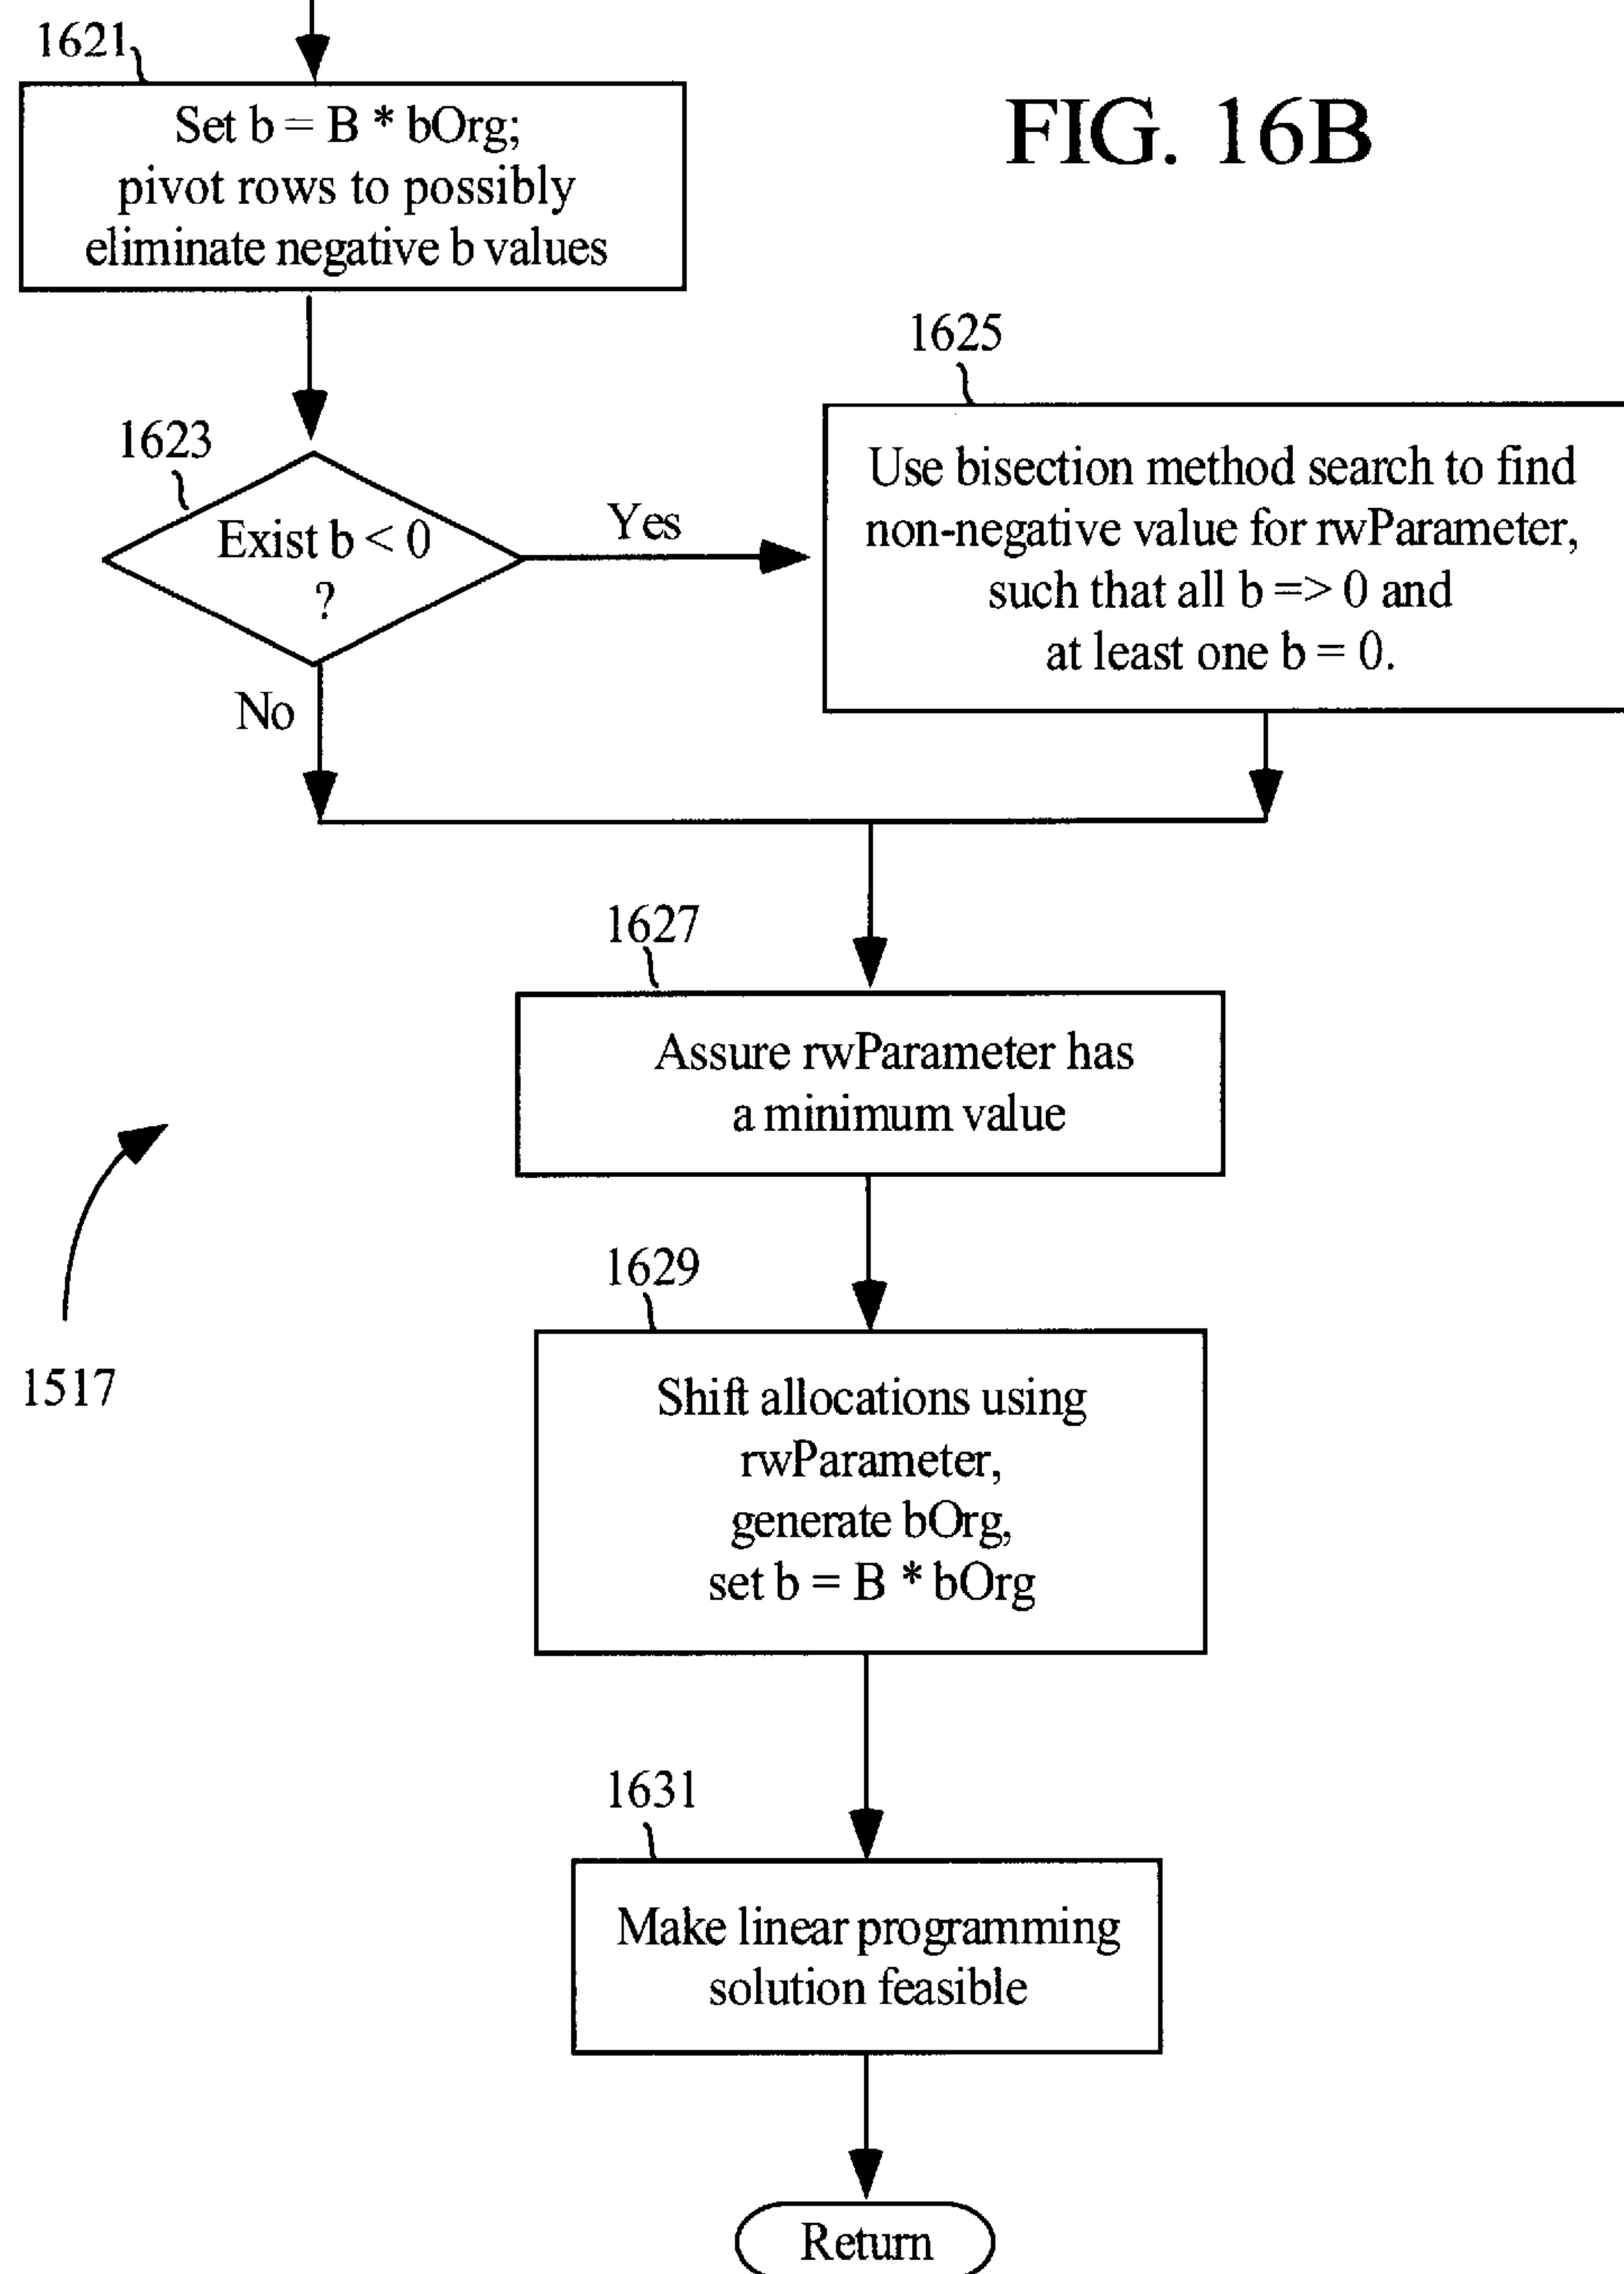 1621
FIG. 16B
Set b = B * bOrg;
pivot rows to possibly
eliminate negative b values
1625
1623
Use bisection method search to find
non-negative value for rwParameter,
such that all b => 0 and
at least one b = 0.
Exist b < 0
?
Yes
No
1627
Assure rwParameter has
a minimum value
1629
1517
Shift allocations using
rwParameter,
generate bOrg,
set b = B * bOrg
1631
Make linear programming
solution feasible
Return